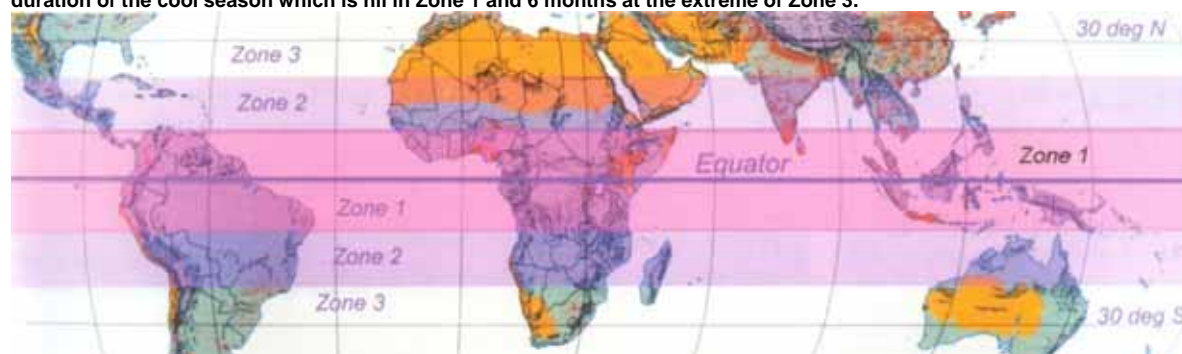 duration of the cool season which is nil in Zone 1 and 6 months at the extreme of Zone 3.
30 deg N
Zone 3
Zone 2
Zone 1
Equator
Zone 1
Zone 2
Zone 3
30 deg S